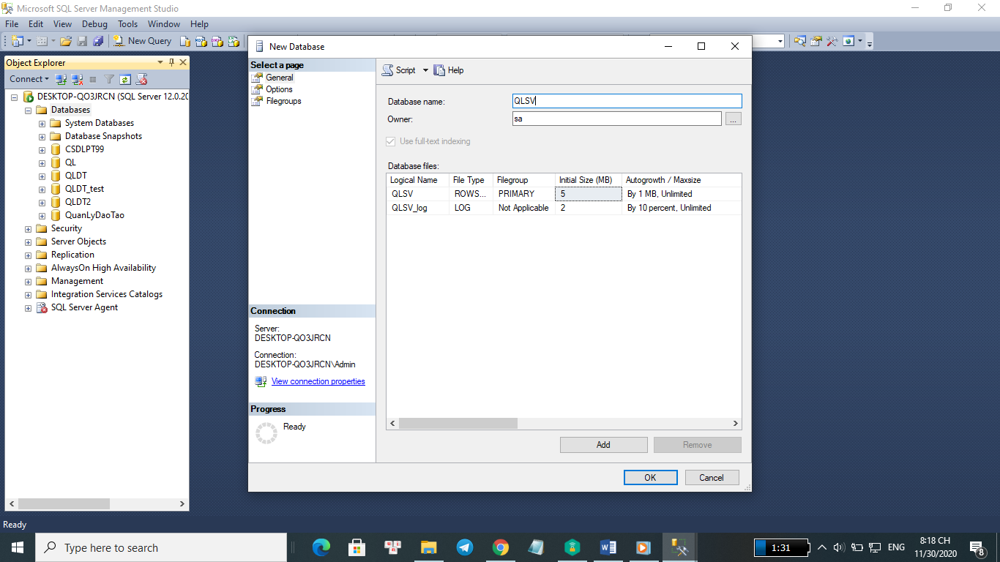 Microsoft SQL Server Management Studio
File Edit View Debug Tools Window Help
New Query
Object Explorer
Connect
DESKTOP-QO3JRCN (SQL Server 12.0.20
Databases
System Databases
Database Snapshots
CSDLPT99
QL
QLDT
QLDT_test
QLDT2
QuanLyDaoTao
Security
Server Objects
Replication
AlwaysOn High Availability
Management
Integration Services Catalogs
SQL Server Agent
New Database
Select a page
General
Options
Filegroups
Connection
Server:
DESKTOP-QO3JRCN
Connection:
DESKTOP-QO3JRCN\Admin
View connection properties
Progress
Ready
Script Help
Database name: QLSV
Owner: sa ...
Use full-text indexing
Database files:
Logical Name File Type Filegroup Initial Size (MB) Autogrowth / Maxsize
QLSV ROWS... PRIMARY 5 By 1 MB, Unlimited
QLSV_log LOG Not Applicable 2 By 10 percent, Unlimited
Add Remove
OK Cancel
Ready
Type here to search
1:31
ENG
8:18 CH
11/30/2020
8